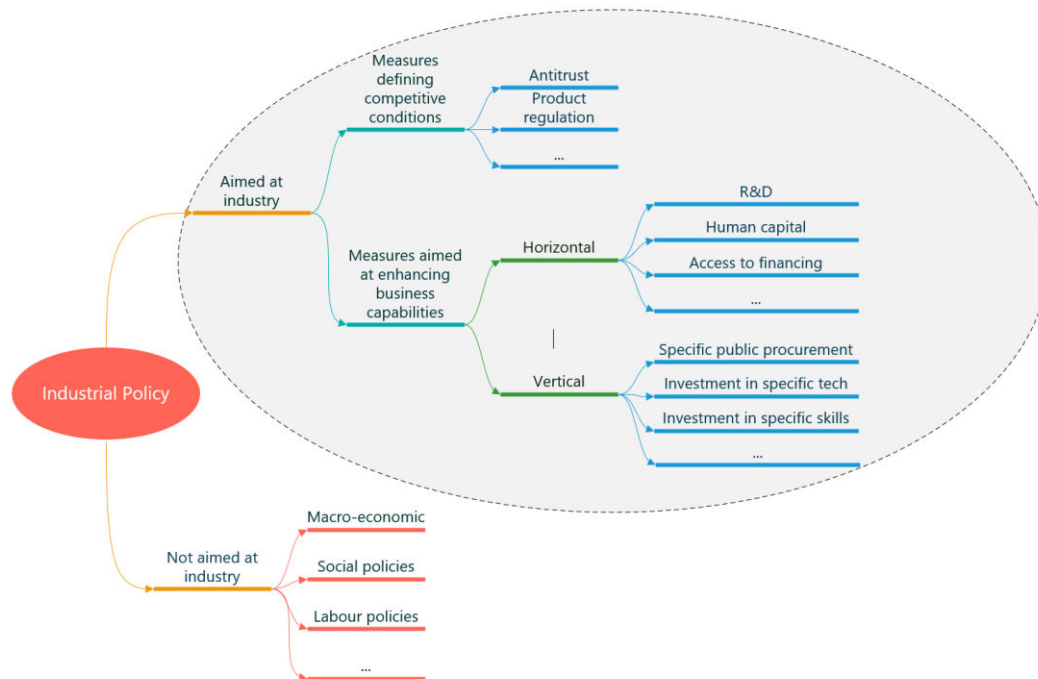 Measures
defining
competitive
conditions
Antitrust
Product
regulation
...
Aimed at
industry
R&D
Human capital
Access to financing
...
Measures aimed
at enhancing
business
capabilities
Horizontal
Vertical
Specific public procurement
Investment in specific tech
Investment in specific skills
...
Industrial Policy
Not aimed at
industry
Macro-economic
Social policies
Labour policies
...